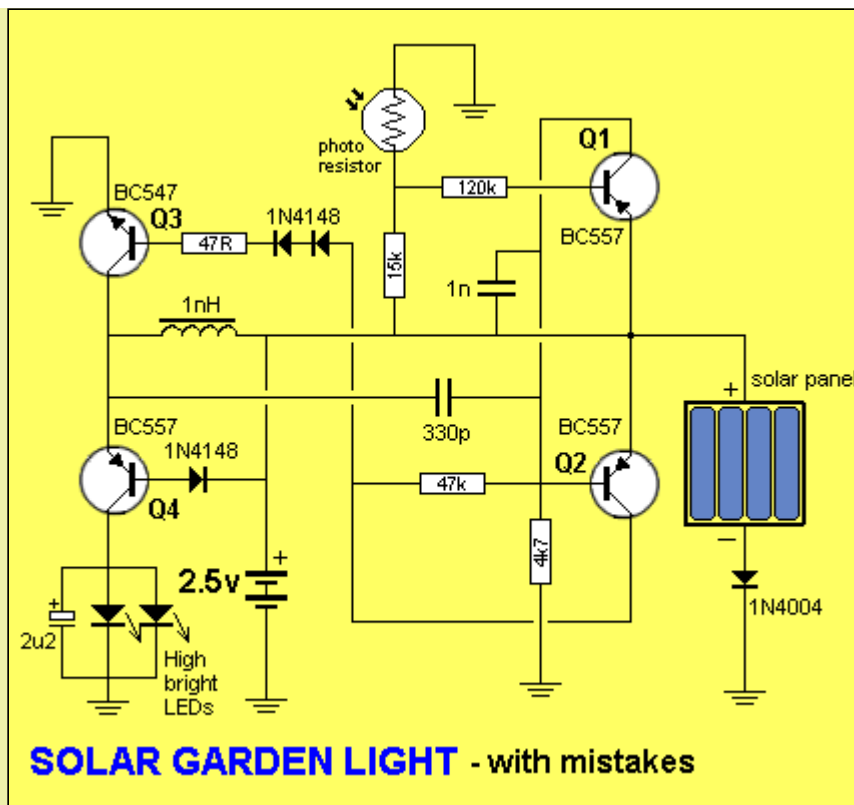 photo
resistor
Q1
120k
BC547
Q3
1N4148
47R
15k
BC557
1n
1nH
+
solar panel
BC557
1N4148
330p
BC557
Q2
47k
Q4
4k7
−
+
2.5v
1N4004
+
2u2
High
bright
LEDs
SOLAR GARDEN LIGHT - with mistakes